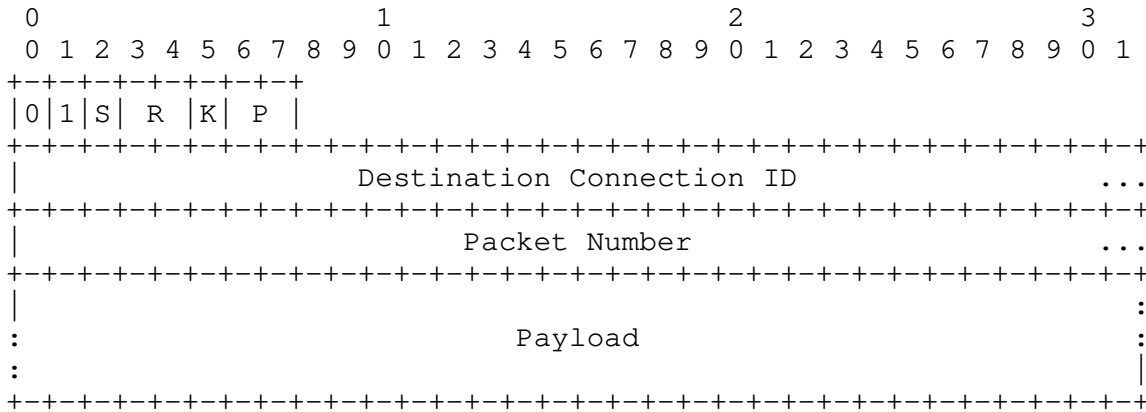 0                   1                   2                   3
 0 1 2 3 4 5 6 7 8 9 0 1 2 3 4 5 6 7 8 9 0 1 2 3 4 5 6 7 8 9 0 1
+-+-+-+-+-+-+-+-+
|0|1|S| R |K| P |
+-+-+-+-+-+-+-+-+-+-+-+-+-+-+-+-+-+-+-+-+-+-+-+-+-+-+-+-+-+-+-+-+
|                   Destination Connection ID                 ...
+-+-+-+-+-+-+-+-+-+-+-+-+-+-+-+-+-+-+-+-+-+-+-+-+-+-+-+-+-+-+-+-+
|                         Packet Number                       ...
+-+-+-+-+-+-+-+-+-+-+-+-+-+-+-+-+-+-+-+-+-+-+-+-+-+-+-+-+-+-+-+-+
|                                                               :
:                            Payload                            :
:                                                               |
+-+-+-+-+-+-+-+-+-+-+-+-+-+-+-+-+-+-+-+-+-+-+-+-+-+-+-+-+-+-+-+-+